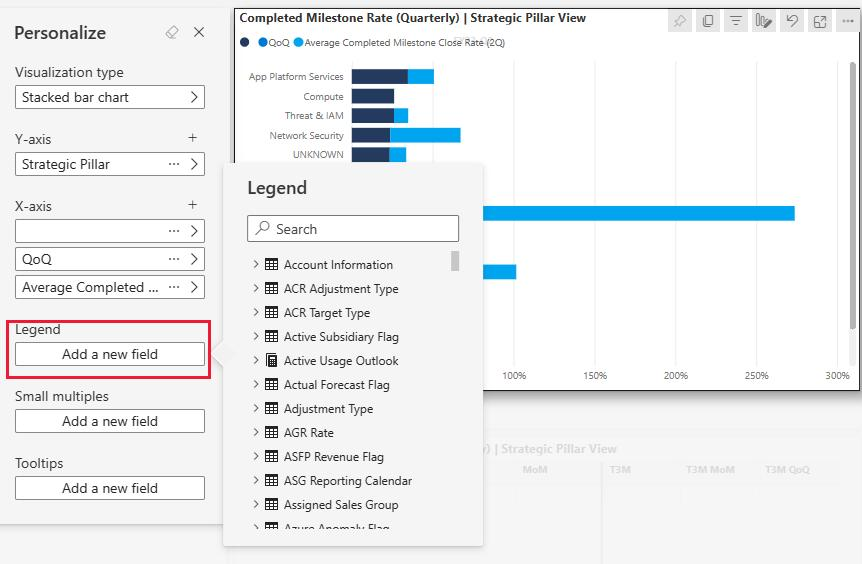 Personalize
Visualization type
Stacked bar chart
Y-axis
Strategic Pillar
X-axis
QoQ
Average Completed ...
Legend
Add a new field
Small multiples
Add a new field
Tooltips
Add a new field
Completed Milestone Rate (Quarterly) | Strategic Pillar View
QoQ
Average Completed Milestone Close Rate (2Q)
App Platform Services
Compute
Threat & IAM
Network Security
UNKNOWN
100%
150%
200%
250%
300%
Legend
Search
Account Information
ACR Adjustment Type
ACR Target Type
Active Subsidiary Flag
Active Usage Outlook
Actual Forecast Flag
Adjustment Type
AGR Rate
ASFP Revenue Flag
ASG Reporting Calendar
Assigned Sales Group
Azure Anomaly Flag
) | Strategic Pillar View
MoM
T3M
T3M MoM
T3M QoQ